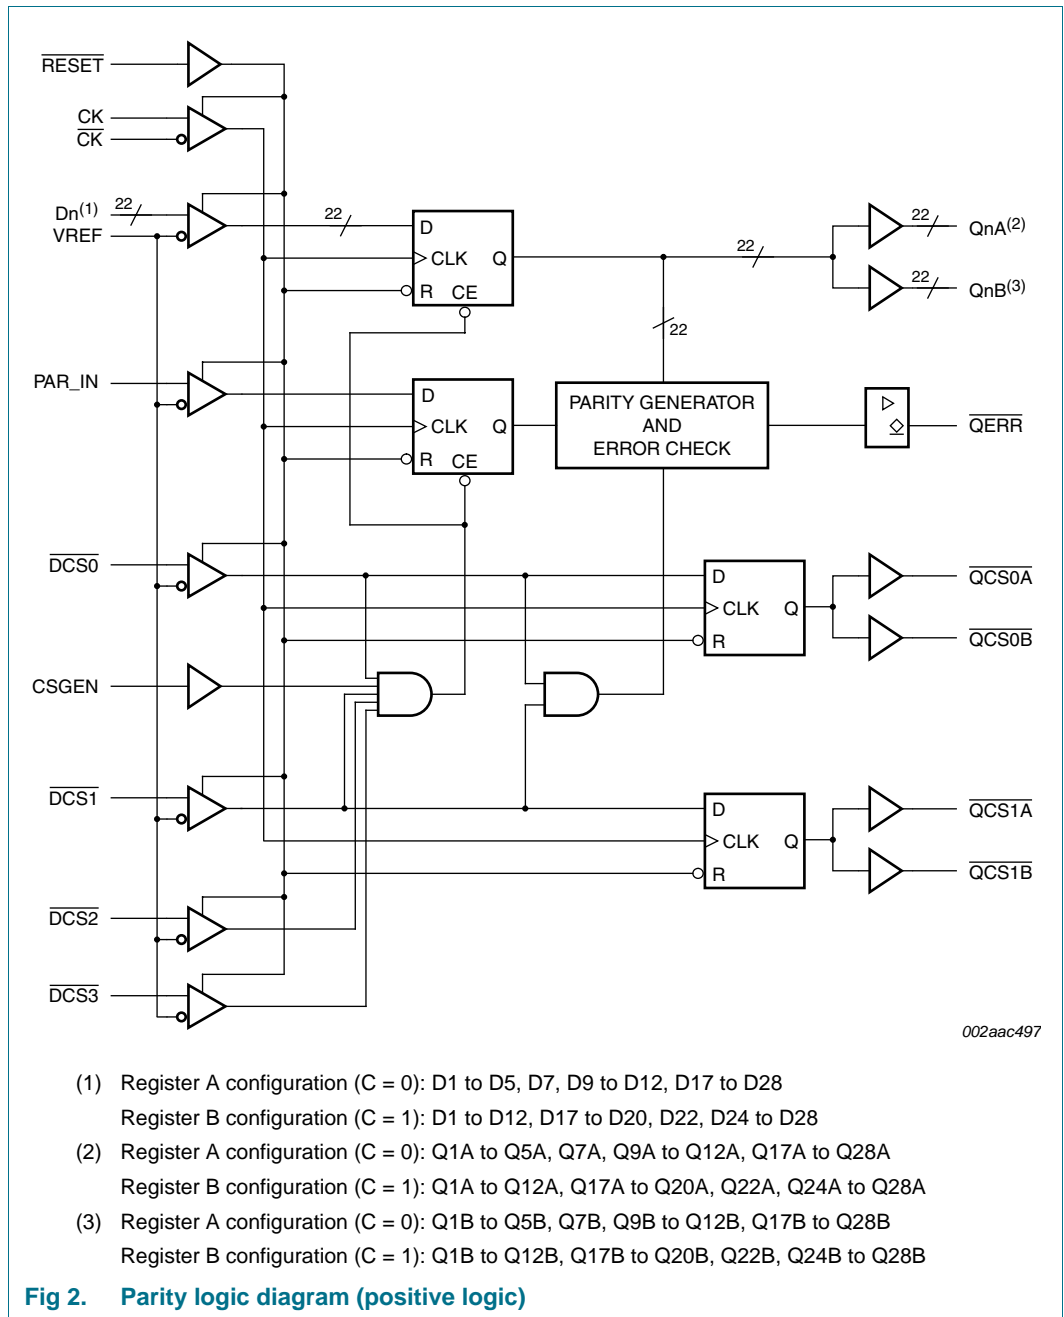 RESET
CK
CK
Dn(1) 22 22 D CLK Q R CE 22 22 QnA(2)
VREF
22 QnB(3)
22
PAR_IN D CLK Q R CE PARITY GENERATOR
AND
ERROR CHECK
QERR
DCS0 D CLK Q R QCS0A
QCS0B
CSGEN
DCS1 D CLK Q R QCS1A
QCS1B
DCS2
DCS3
002aac497
(1) Register A configuration (C = 0): D1 to D5, D7, D9 to D12, D17 to D28
Register B configuration (C = 1): D1 to D12, D17 to D20, D22, D24 to D28
(2) Register A configuration (C = 0): Q1A to Q5A, Q7A, Q9A to Q12A, Q17A to Q28A
Register B configuration (C = 1): Q1A to Q12A, Q17A to Q20A, Q22A, Q24A to Q28A
(3) Register A configuration (C = 0): Q1B to Q5B, Q7B, Q9B to Q12B, Q17B to Q28B
Register B configuration (C = 1): Q1B to Q12B, Q17B to Q20B, Q22B, Q24B to Q28B
Fig 2. Parity logic diagram (positive logic)